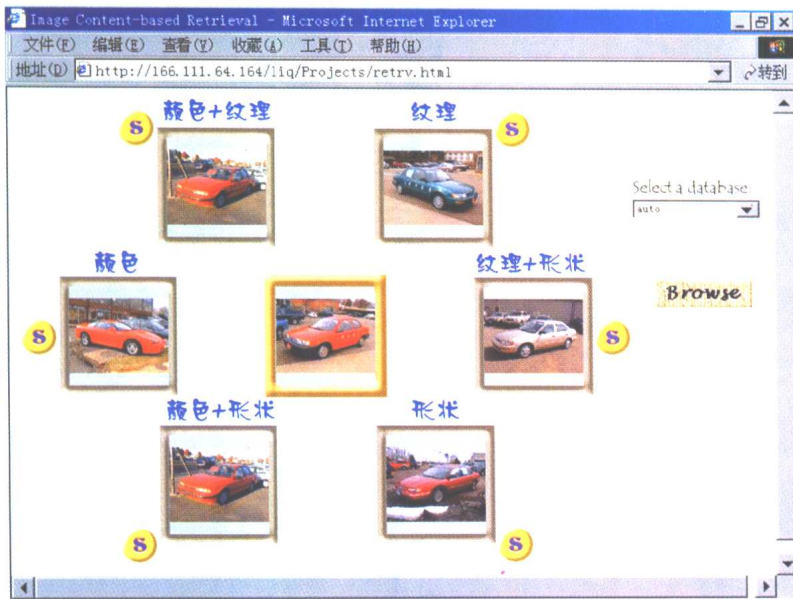 Image Content-based Retrieval - Microsoft Internet Explorer
文件(F) 编辑(E) 查看(V) 收藏(A) 工具(T) 帮助(H)
地址(D) http://166.111.64.164/liq/Projects/retrv.html 转到
颜色+纹理 纹理
S S
Select a database
auto
颜色 纹理+形状
Browse
S S
颜色+形状 形状
S S